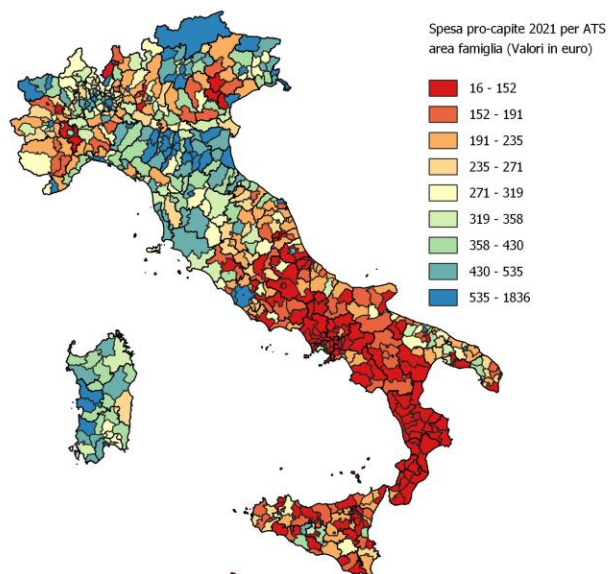 Spesa pro-capite 2021 per ATS
area famiglia (Valori in euro)
16 - 152
152 - 191
191 - 235
235 - 271
271 - 319
319 - 358
358 - 430
430 - 535
535 - 1836